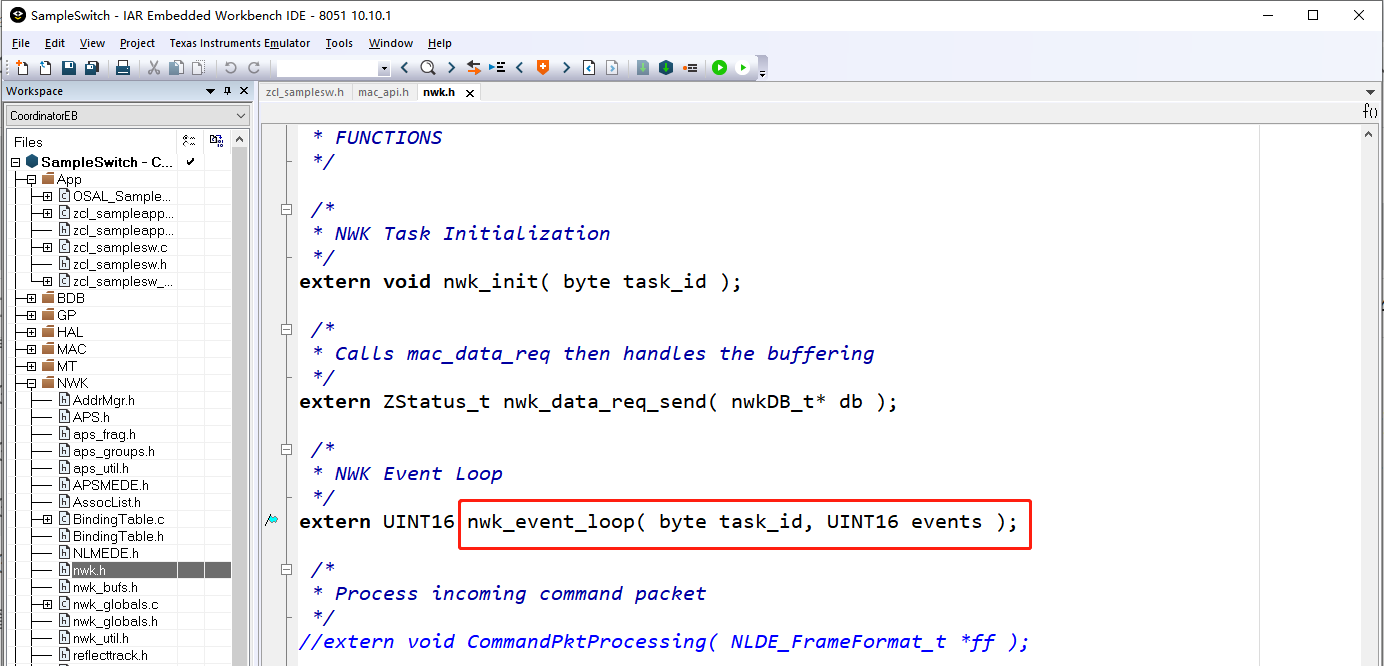 SampleSwitch - IAR Embedded Workbench IDE - 8051 10.10.1
File Edit View Project Texas Instruments Emulator Tools Window Help
Workspace
CoordinatorEB
Files
SampleSwitch - C...
App
OSAL_Sample...
zcl_sampleapp...
zcl_sampleapp...
zcl_samplesw.c
zcl_samplesw.h
zcl_samplesw_...
BDB
GP
HAL
MAC
MT
NWK
AddrMgr.h
APS.h
aps_frag.h
aps_groups.h
aps_util.h
APSMEDE.h
AssocList.h
BindingTable.c
BindingTable.h
NLMEDE.h
nwk.h
nwk_bufs.h
nwk_globals.c
nwk_globals.h
nwk_util.h
reflecttrack.h
zcl_samplesw.h mac_api.h nwk.h
f()
* FUNCTIONS
*/
/*
* NWK Task Initialization
*/
extern void nwk_init( byte task_id );
/*
* Calls mac_data_req then handles the buffering
*/
extern ZStatus_t nwk_data_req_send( nwkDB_t* db );
/*
* NWK Event Loop
*/
extern UINT16 nwk_event_loop( byte task_id, UINT16 events );
/*
* Process incoming command packet
*/
//extern void CommandPktProcessing( NLDE_FrameFormat_t *ff );